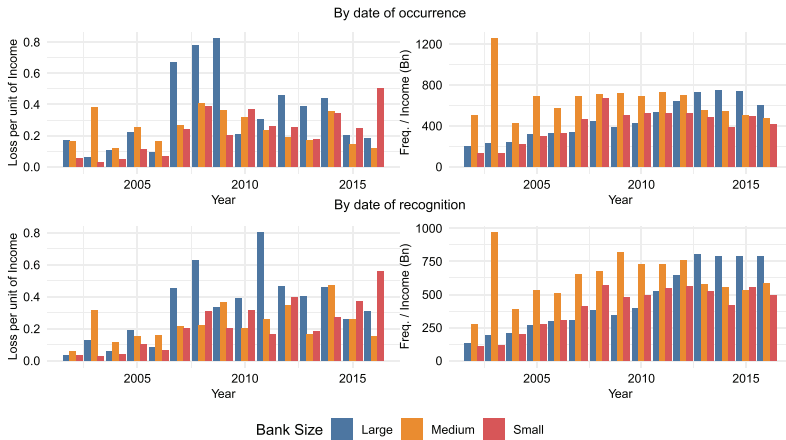 By date of occurrence
Loss per unit of Income
0.8
0.6
0.4
0.2
0.0
2005
2010
2015
Year
Freq. / Income (Bn)
1200
800
400
0
2005
2010
2015
Year
By date of recognition
Loss per unit of Income
0.8
0.6
0.4
0.2
0.0
2005
2010
2015
Year
Freq. / Income (Bn)
1000
750
500
250
0
2005
2010
2015
Year
Bank Size Large Medium Small